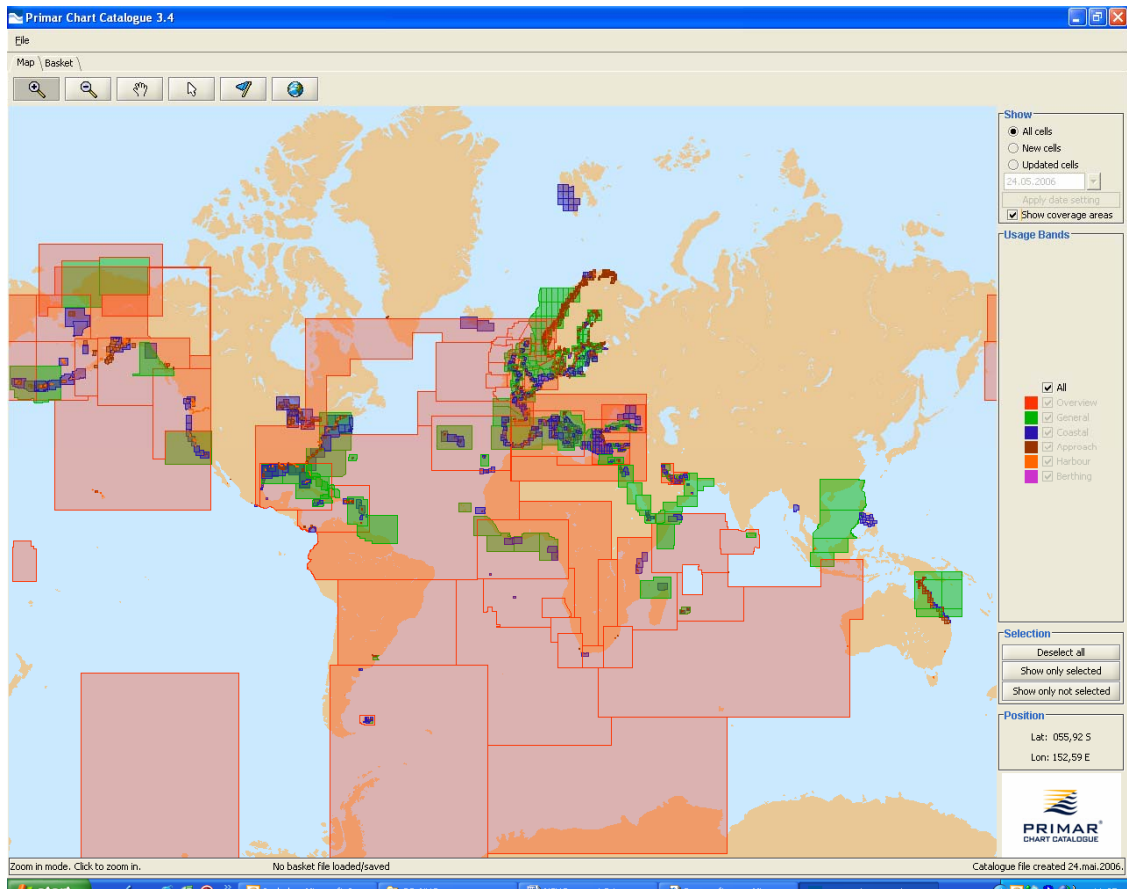 Primar Chart Catalogue 3.4
File
Map Basket
Show
All cells
New cells
Updated cells
24.05.2006
Apply date setting
Show coverage areas
Usage Bands
All
Overview
General
Coastal
Approach
Harbour
Berthing
Selection
Deselect all
Show only selected
Show only not selected
Position
Lat: 055,92 S
Lon: 152,59 E
PRIMAR
CHART CATALOGUE
Zoom in mode. Click to zoom in. No basket file loaded/saved Catalogue file created 24.mai.2006.